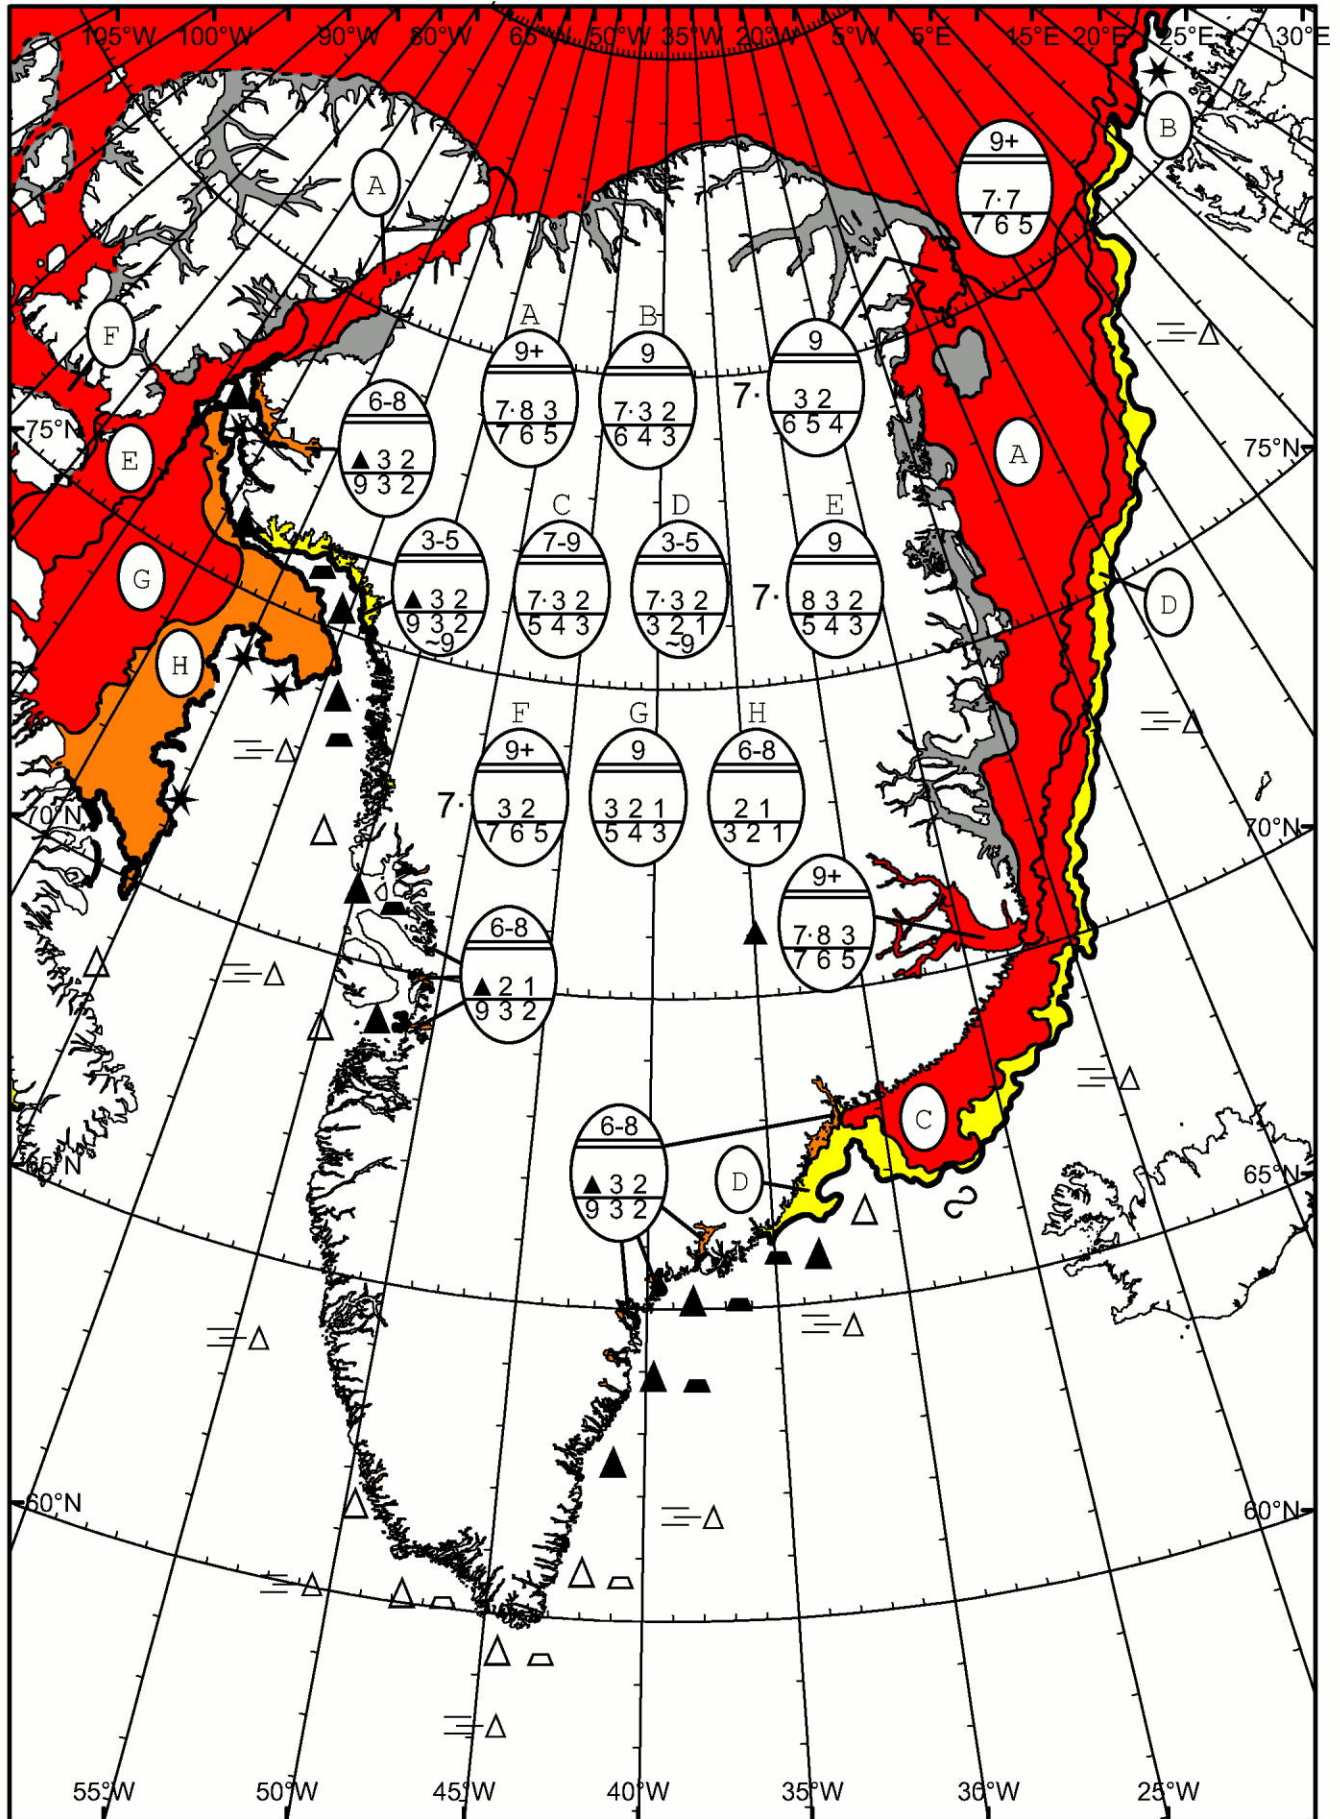 105°W 100°W 90°W 80°W 65°W 50°W 35°W 20°W 5°W 5°E 15°E 20°E 25°E 30°E
B
9+
7·7
7 6 5
A
F
A
9+
7·8 3
7 6 5
B
9
7·3 2
6 4 3
9
7·
3 2
6 5 4
6-8
▲ 3 2
9 3 2
75°N
75°N
E
A
C
7-9
7·3 2
5 4 3
D
3-5
7·3 2
3 2 1
~9
E
9
7·
8 3 2
5 4 3
3-5
▲ 3 2
9 3 2
~9
G
D
H
F
9+
7·
3 2
7 6 5
G
9
3 2 1
5 4 3
H
6-8
2 1
3 2 1
70°N
70°N
9+
▲
7·8 3
7 6 5
6-8
▲ 2 1
9 3 2
C
6-8
▲ 3 2
9 3 2
D
65°N
65°N
60°N
60°N
55°W 50°W 45°W 40°W 35°W 30°W 25°W